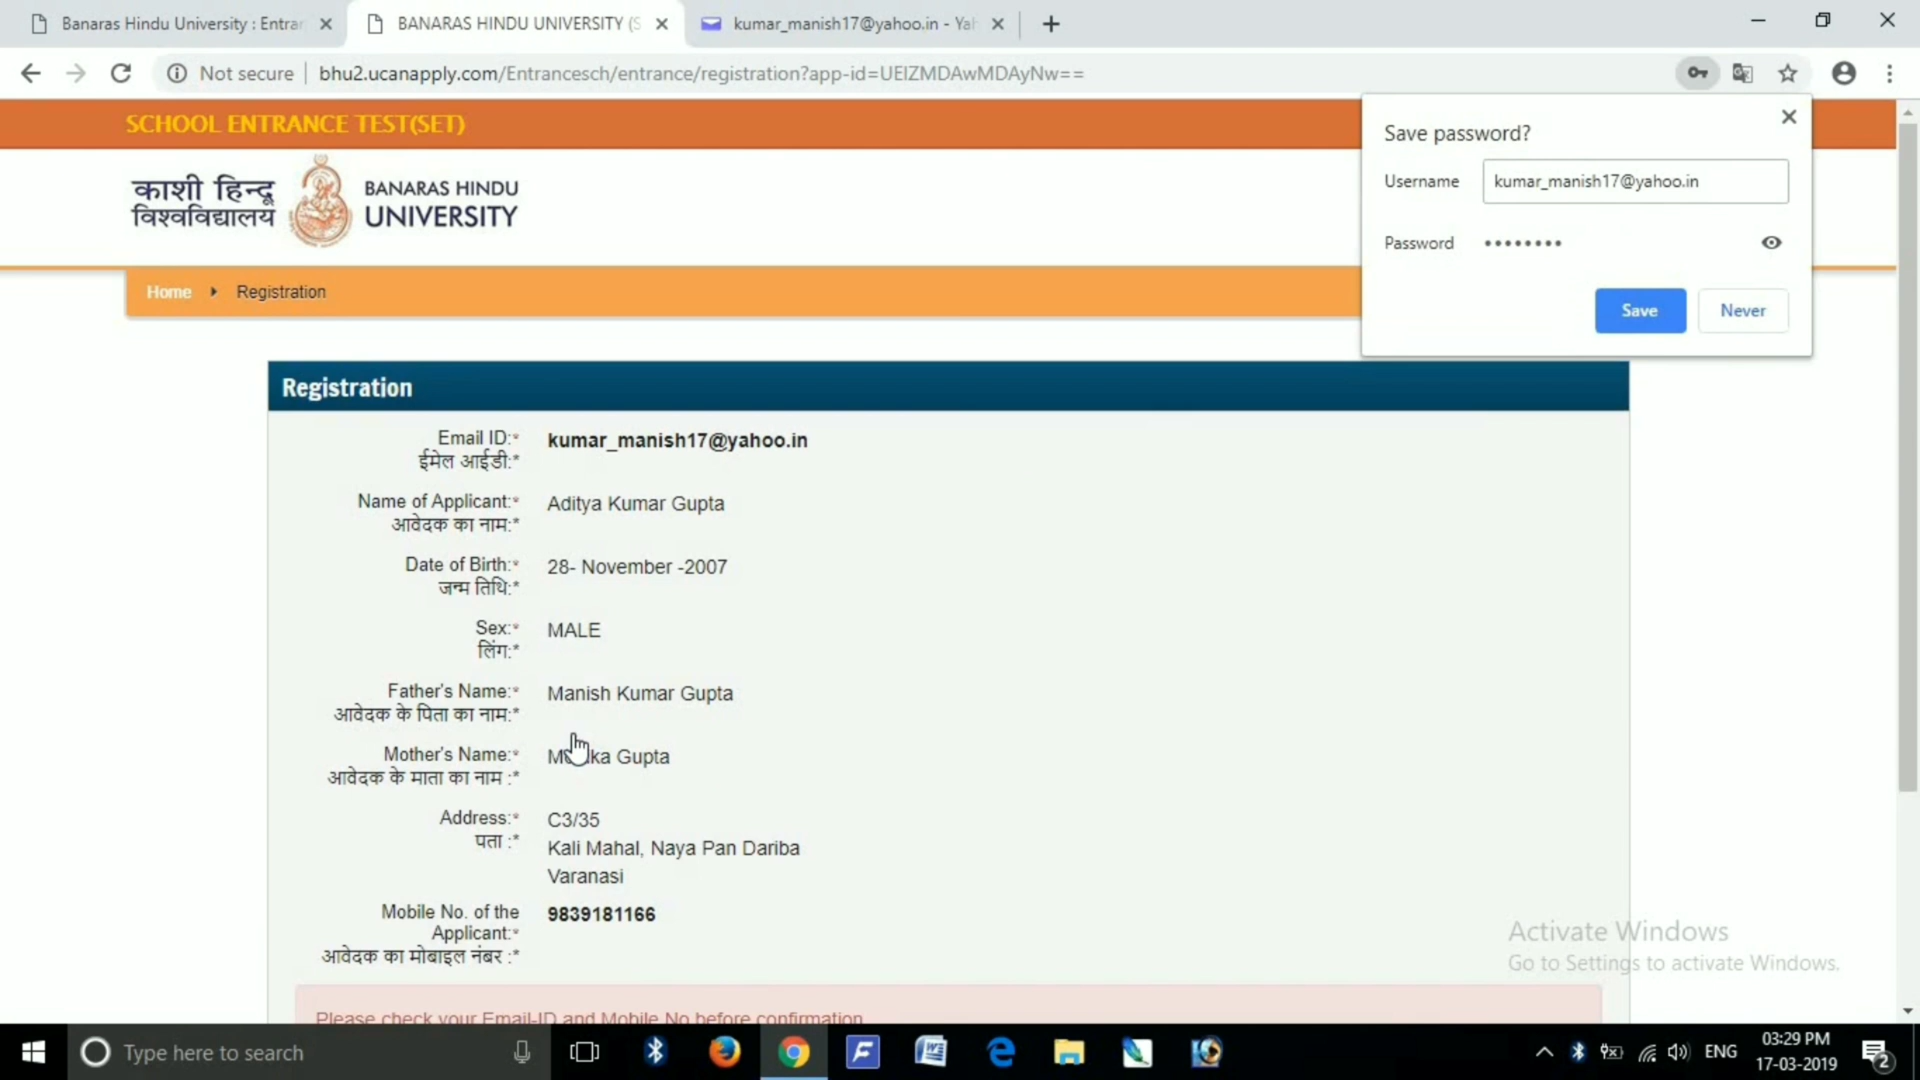 Banaras Hindu University : Entran
BANARAS HINDU UNIVERSITY (S
kumar_manish17@yahoo.in - Yah
Not secure
bhu2.ucanapply.com/Entrancesch/entrance/registration?app-id=UEIZMDAwMDAyNw==
SCHOOL ENTRANCE TEST(SET)
काशी हिन्दू
विश्वविद्यालय
BANARAS HINDU
UNIVERSITY
Save password?
Username kumar_manish17@yahoo.in
Password ••••••••
Save Never
Home Registration
Registration
Email ID:* kumar_manish17@yahoo.in
ईमेल आईडी:*
Name of Applicant:* Aditya Kumar Gupta
आवेदक का नाम:*
Date of Birth:* 28- November -2007
जन्म तिथि:*
Sex:* MALE
लिंग:*
Father's Name:* Manish Kumar Gupta
आवेदक के पिता का नाम:*
Mother's Name:* Gupta
आवेदक के माता का नाम :*
Address:* C3/35
पता :* Kali Mahal, Naya Pan Dariba
Varanasi
Mobile No. of the 9839181166
Applicant:*
आवेदक का मोबाइल नंबर :*
Please check your Email-ID and Mobile No before confirmation
Activate Windows
Go to Settings to activate Windows.
Type here to search
ENG
03:29 PM
17-03-2019
2